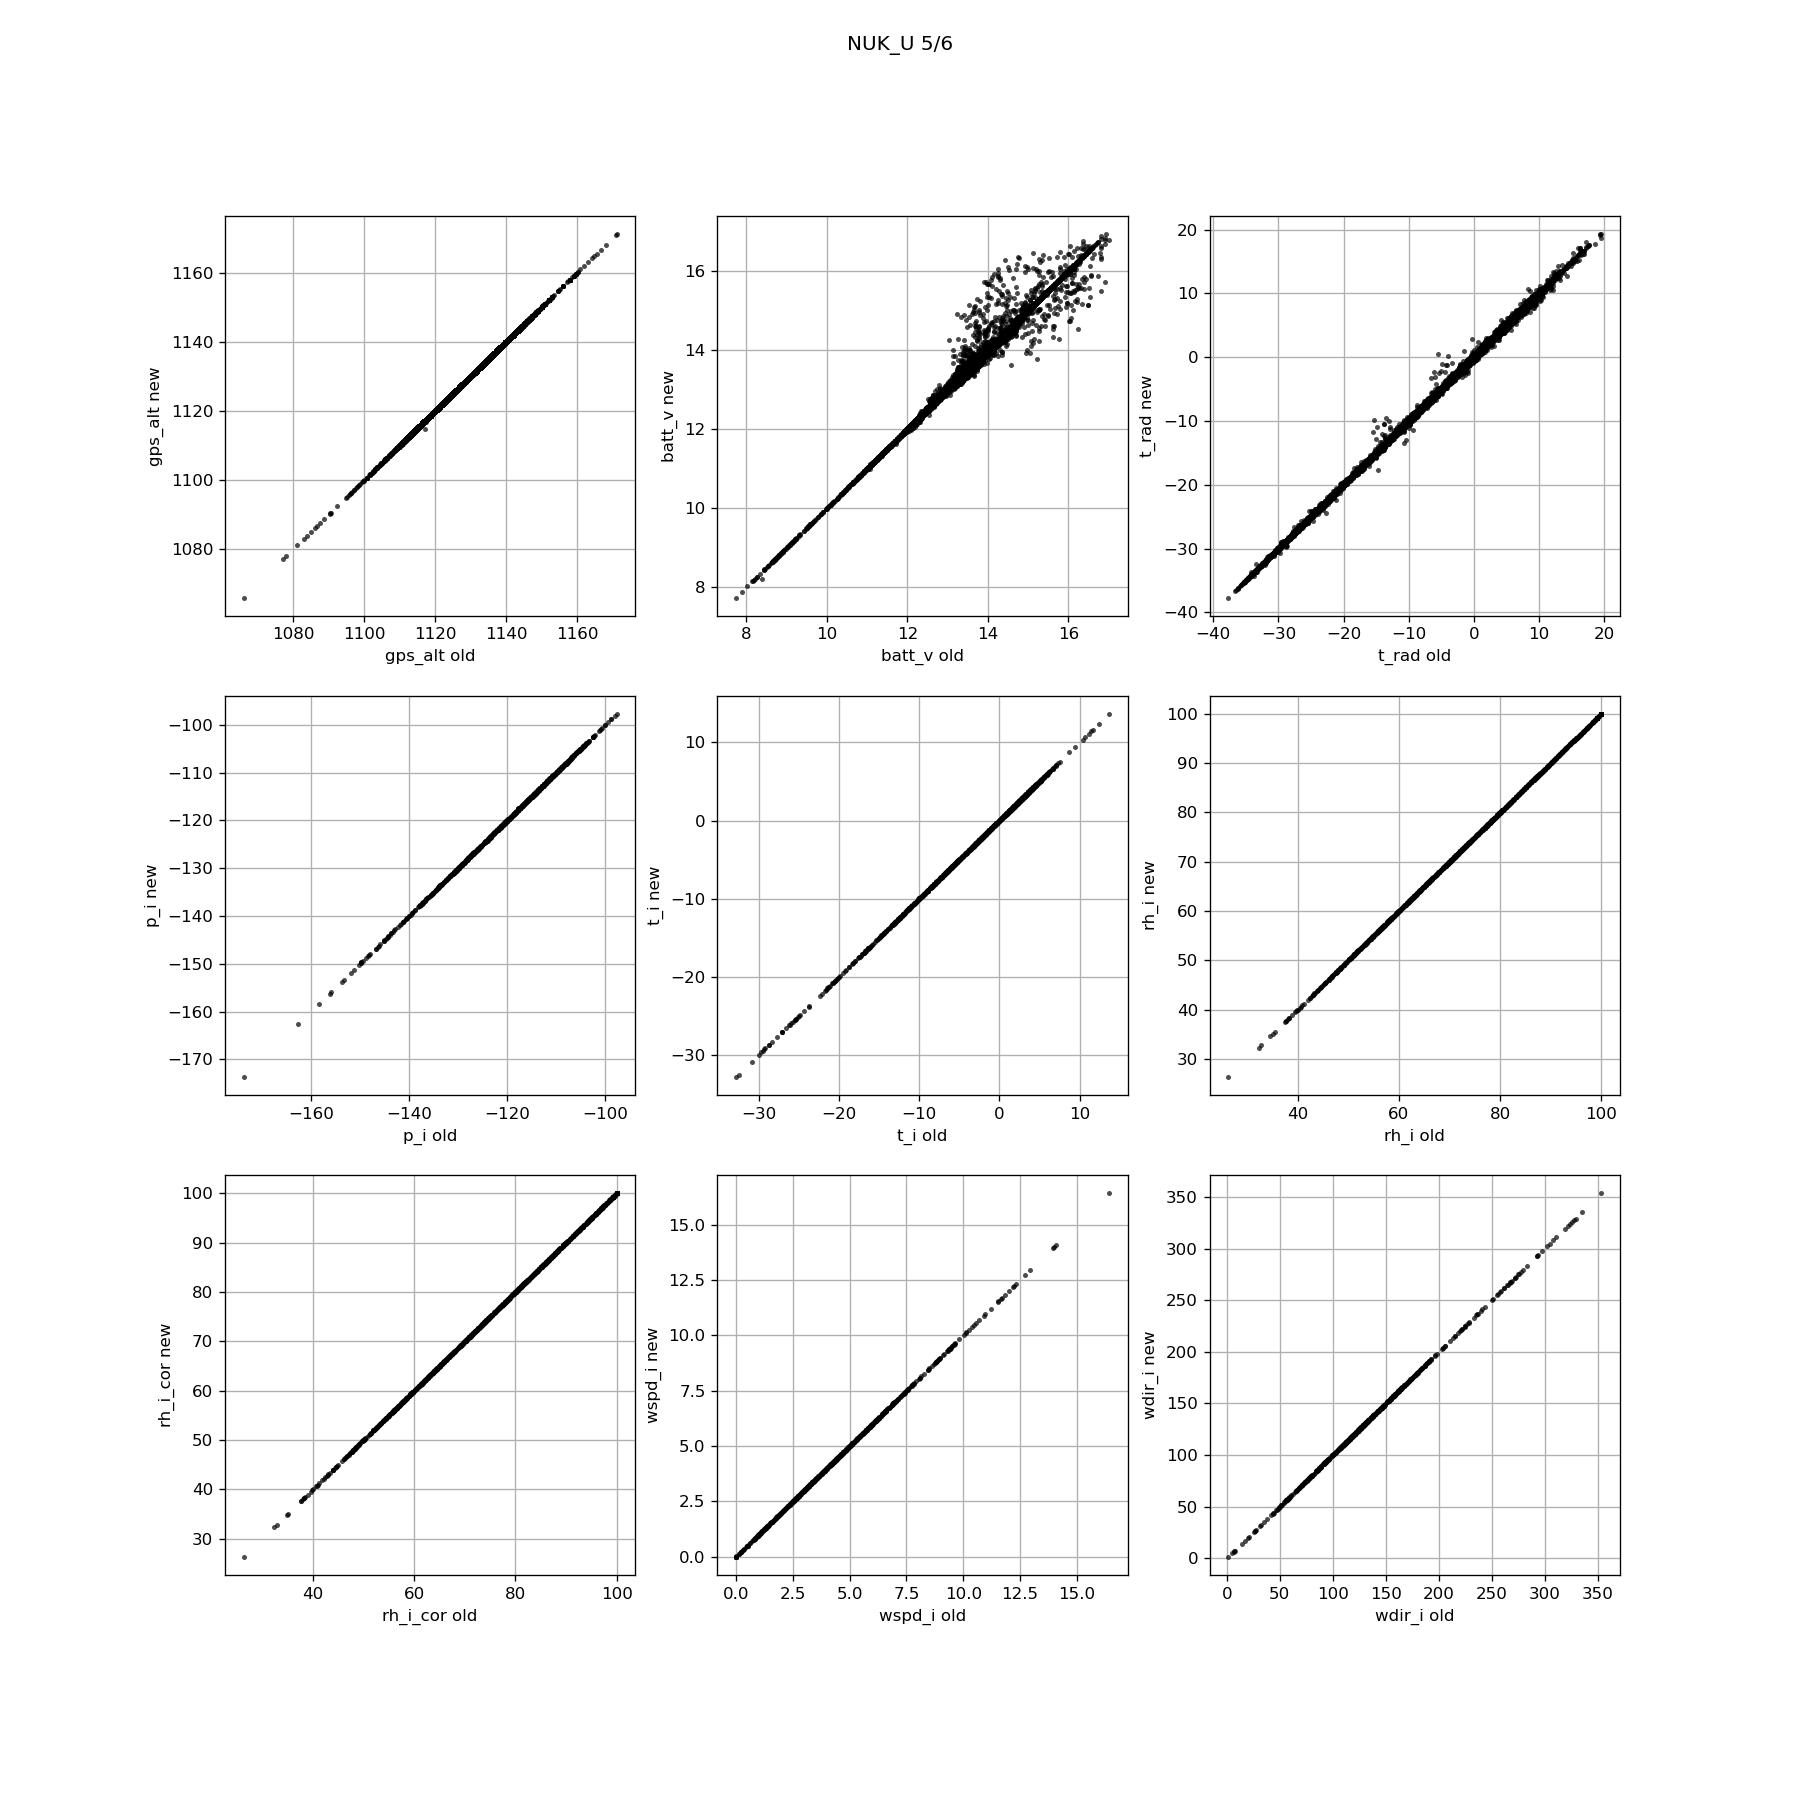 NUK_U 5/6
gps_alt new
1160
1140
1120
1100
1080
1080 1100 1120 1140 1160
gps_alt old
batt_v new
16
14
12
10
8
8 10 12 14 16
batt_v old
t_rad new
20
10
0
−10
−20
−30
−40
−40 −30 −20 −10 0 10 20
t_rad old
p_i new
−100
−110
−120
−130
−140
−150
−160
−170
−160 −140 −120 −100
p_i old
t_i new
10
0
−10
−20
−30
−30 −20 −10 0 10
t_i old
rh_i new
100
90
80
70
60
50
40
30
40 60 80 100
rh_i old
rh_i_cor new
100
90
80
70
60
50
40
30
40 60 80 100
rh_i_cor old
wspd_i new
15.0
12.5
10.0
7.5
5.0
2.5
0.0
0.0 2.5 5.0 7.5 10.0 12.5 15.0
wspd_i old
wdir_i new
350
300
250
200
150
100
50
0
0 50 100 150 200 250 300 350
wdir_i old